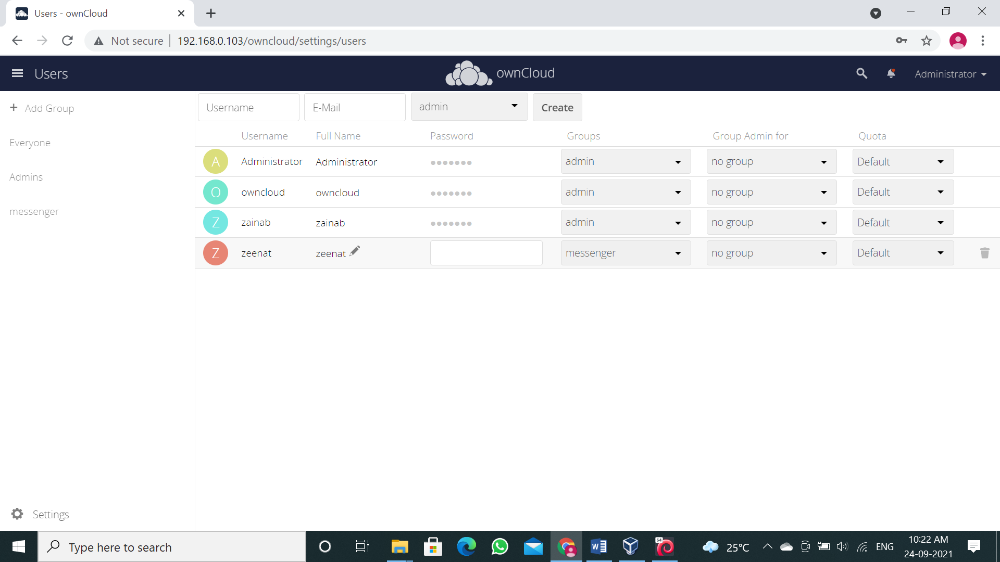 Users - ownCloud
Not secure 192.168.0.103/owncloud/settings/users
Users
ownCloud
Administrator
+ Add Group
Everyone
Admins
messenger
Username E-Mail admin Create
Username Full Name Password Groups Group Admin for Quota
A Administrator Administrator admin no group Default
O owncloud owncloud admin no group Default
Z zainab zainab admin no group Default
Z zeenat zeenat messenger no group Default
Settings
Type here to search
64
25°C
ENG
10:22 AM
24-09-2021